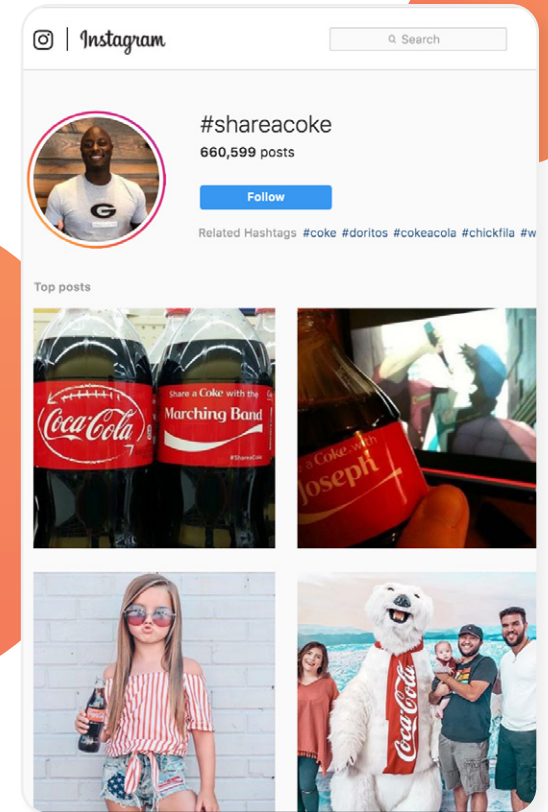 Instagram
Search
#shareacoke
660,599 posts
Follow
Related Hashtags #coke #doritos #cokeacola #chickfila #w
Top posts
Coca-Cola
Share a Coke with the
Marching Band
#ShareaCoke
a Coke with
Joseph
Coca-Cola
G